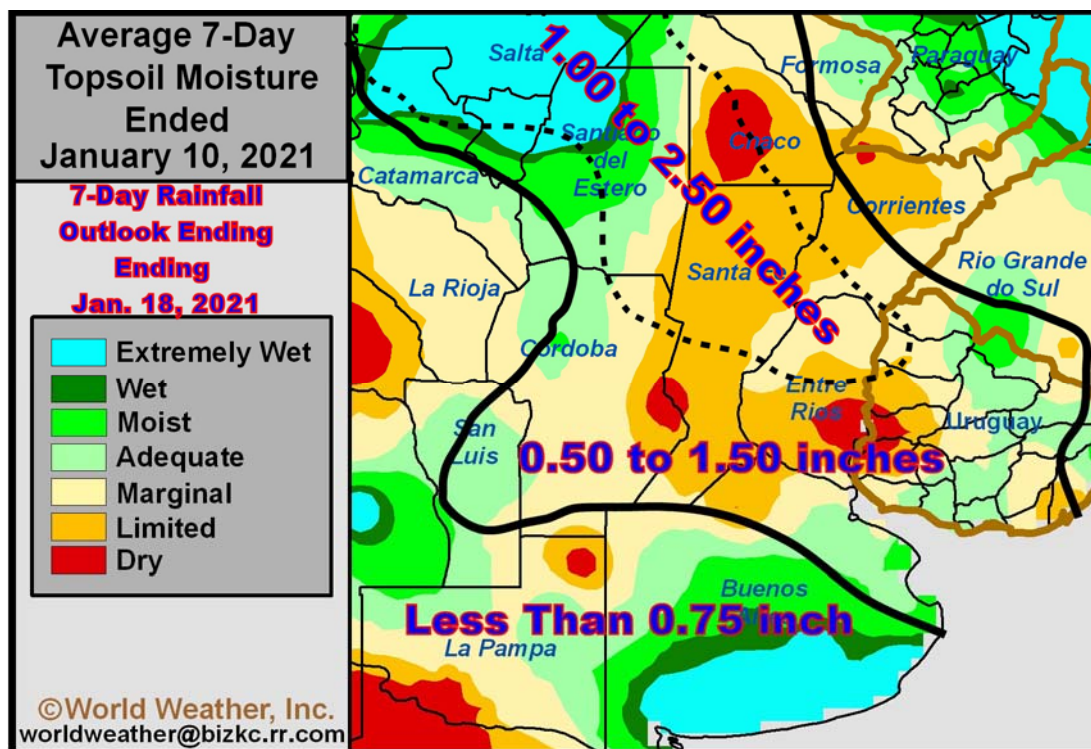 Average 7-Day
Topsoil Moisture
Ended
January 10, 2021
7-Day Rainfall
Outlook Ending
Ending
Jan. 18, 2021
Extremely Wet
Wet
Moist
Adequate
Marginal
Limited
Dry
©World Weather, Inc.
worldweather@bizkc.rr.com
Salta
Formosa
Paraguay
1.00 to 2.50 inches
Chaco
Santiago
del
Estero
Catamarca
Corrientes
La Rioja
Santa
Rio Grande
do Sul
Cordoba
Entre
Rios
Uruguay
San
Luis
0.50 to 1.50 inches
Buenos
Less Than 0.75 inch
La Pampa